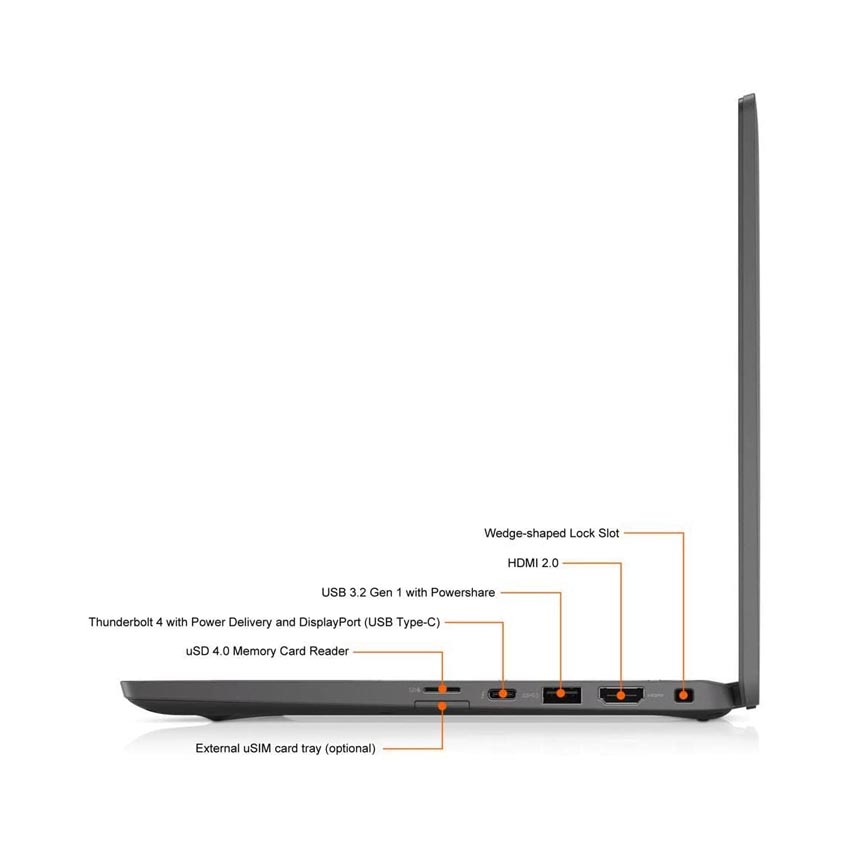 Wedge-shaped Lock Slot
HDMI 2.0
USB 3.2 Gen 1 with Powershare
Thunderbolt 4 with Power Delivery and DisplayPort (USB Type-C)
uSD 4.0 Memory Card Reader
External uSIM card tray (optional)